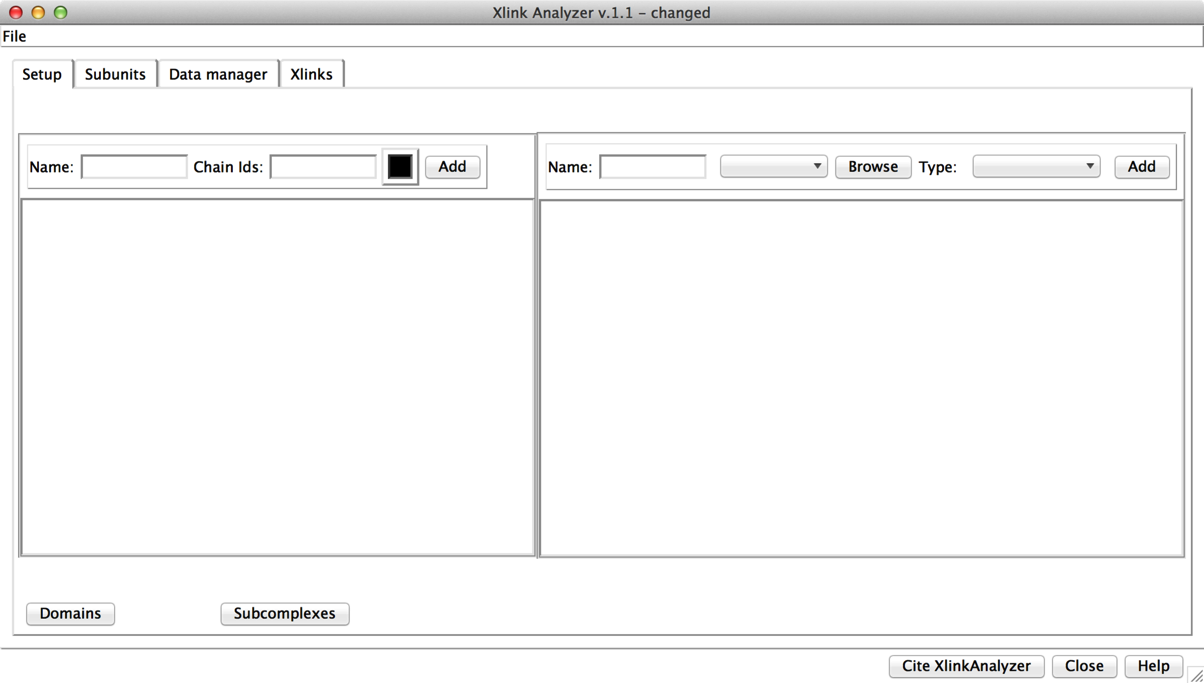 Xlink Analyzer v.1.1 – changed
File
Setup Subunits Data manager Xlinks
Name: Chain Ids: Add Name: Browse Type: Add
Domains Subcomplexes
Cite XlinkAnalyzer Close Help